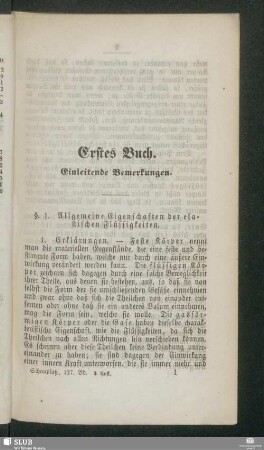 Erstes Buch.
Einleitende Bemerkungen.
§. 1. Allgemeine Eigenschaften der ela-
stischen Flüssigkeiten.
1. Erklärungen. — Feste Körper nennt
man die materiellen Gegenstände, die eine feste und be-
stimmte Form haben, welche nur durch eine äußere Ein-
wirkung verändert werden kann. Die flüssigen Kör-
per zeichnen sich dagegen durch eine solche Beweglichkeit
ihrer Theile, aus denen sie bestehen, aus, so daß sie von
selbst die Form der sie umschließenden Gefäße einnehmen
und zwar ohne daß sich die Theilchen von einander ent-
fernen oder ohne daß sie ein anderes Volum einnehmen,
mag die Form sein, welche sie wolle. Die gasför-
migen Körper oder die Gase haben dieselbe charak-
teristische Eigenschaft, wie die Flüssigkeiten, da sich die
Theilchen nach allen Richtungen hin verschieben können.
Es scheinen aber diese Theilchen keine Verbindung unter-
einander zu haben; sie sind dagegen der Einwirkung
einer innern Kraft unterworfen, die sie immer mehr und
Schauplatz, 137. Bd. 4. Aufl. 1